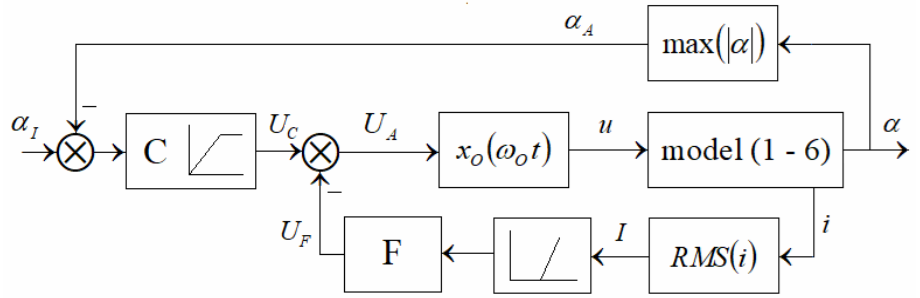 α_A
max(|α|)
α_I
−
C
U_C
−
U_A
x_O(ω_O t)
u
model (1 - 6)
α
U_F
F
I
RMS(i)
i